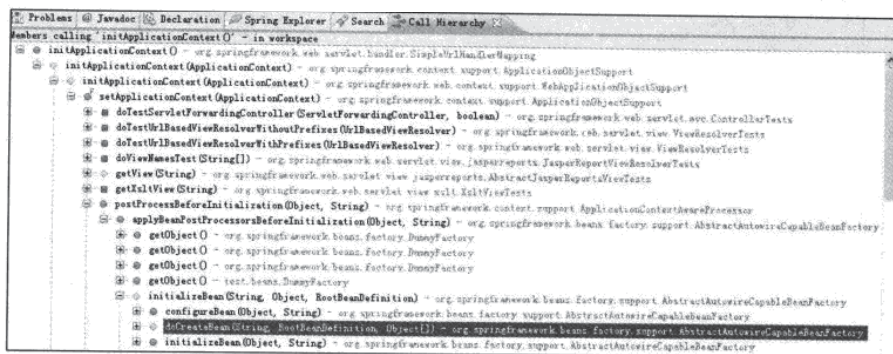 Problems @ Javadoc Declaration Spring Explorer Search Call Hierarchy
Members calling 'initApplicationContext()' - in workspace
initApplicationContext() - org.springframework.web.servlet.handler.SimpleUrlHandlerMapping
initApplicationContext(ApplicationContext) - org.springframework.context.support.ApplicationObjectSupport
initApplicationContext(ApplicationContext) - org.springframework.web.context.support.WebApplicationObjectSupport
setApplicationContext(ApplicationContext) - org.springframework.context.support.ApplicationObjectSupport
doTestServletForwardingController(ServletForwardingController, boolean) - org.springframework.web.servlet.mvc.ControllerTests
doTestUrlBasedViewResolverWithoutPrefixes(UrlBasedViewResolver) - org.springframework.web.servlet.view.ViewResolverTests
doTestUrlBasedViewResolverWithPrefixes(UrlBasedViewResolver) - org.springframework.web.servlet.view.ViewResolverTests
doViewNamesTest(String[]) - org.springframework.web.servlet.view.jasperreports.JasperReportViewResolverTests
getView(String) - org.springframework.web.servlet.view.jasperreports.AbstractJasperReportsViewTests
getXsltView(String) - org.springframework.web.servlet.view.xslt.XsltViewTests
postProcessBeforeInitialization(Object, String) - org.springframework.context.support.ApplicationContextAwareProcessor
applyBeanPostProcessorsBeforeInitialization(Object, String) - org.springframework.beans.factory.support.AbstractAutowireCapableBeanFactory
getObject() - org.springframework.beans.factory.DummyFactory
getObject() - org.springframework.beans.factory.DummyFactory
getObject() - test.beans.DummyFactory
initializeBean(String, Object, RootBeanDefinition) - org.springframework.beans.factory.support.AbstractAutowireCapableBeanFactory
configureBean(Object, String) - org.springframework.beans.factory.support.AbstractAutowireCapableBeanFactory
doCreateBean(String, RootBeanDefinition, Object[]) - org.springframework.beans.factory.support.AbstractAutowireCapableBeanFactory
initializeBean(Object, String) - org.springframework.beans.factory.support.AbstractAutowireCapableBeanFactory